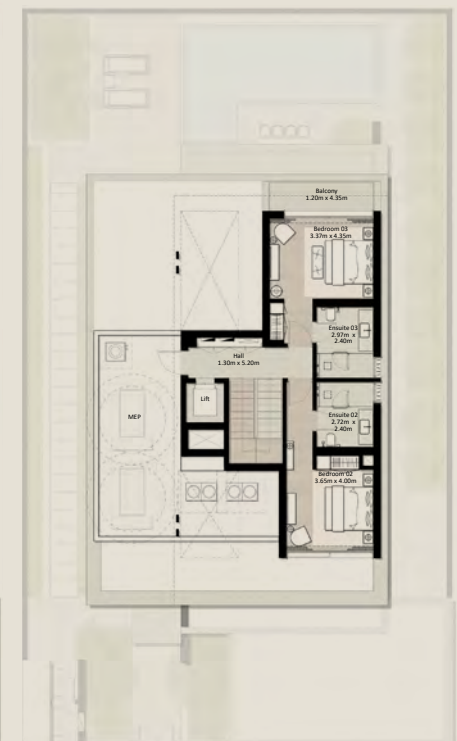 Balcony
1.20m x 4.35m
Bedroom 03
3.37m x 4.35m
Ensuite 03
2.97m x
2.40m
Hall
1.30m x 5.20m
Lift
MEP
Ensuite 02
2.72m x
2.40m
Bedroom 02
3.65m x 4.00m